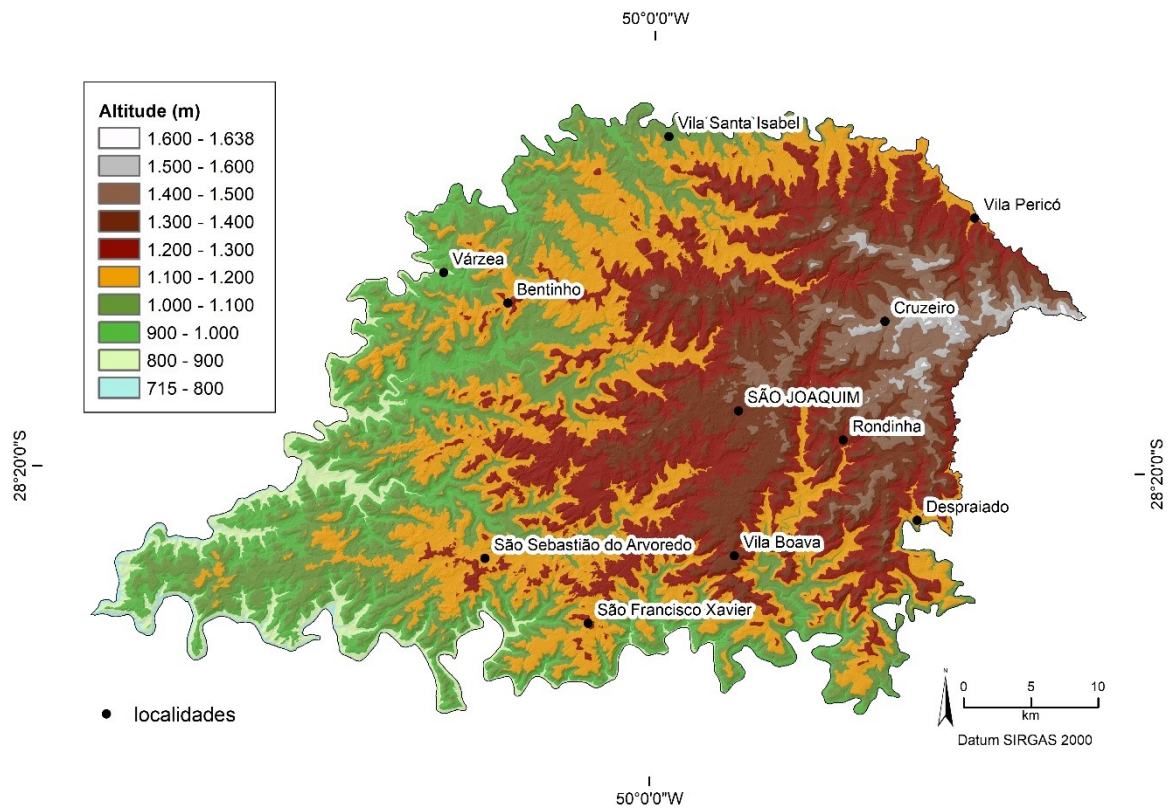 50°0'0"W
Altitude (m)
1.600 - 1.638
1.500 - 1.600
1.400 - 1.500
1.300 - 1.400
1.200 - 1.300
1.100 - 1.200
1.000 - 1.100
900 - 1.000
800 - 900
715 - 800
Vila Santa Isabel
Vila Pericó
Várzea
Bentinho
Cruzeiro
SÃO JOAQUIM
Rondinha
28°20'0"S
28°20'0"S
Despraiado
São Sebastião do Arvoredo
Vila Boava
São Francisco Xavier
localidades
N
0 5 10
km
Datum SIRGAS 2000
50°0'0"W